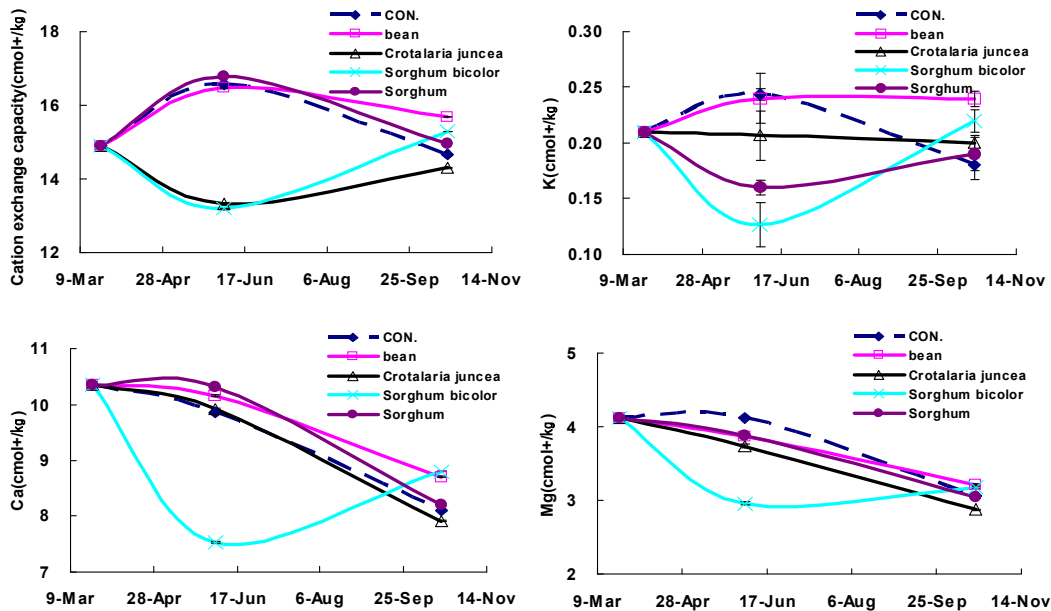 Cation exchange capacity(cmol+/kg)
18
16
14
12
9-Mar 28-Apr 17-Jun 6-Aug 25-Sep 14-Nov
CON.
bean
Crotalaria juncea
Sorghum bicolor
Sorghum
K(cmol+/kg)
0.30
0.25
0.20
0.15
0.10
9-Mar 28-Apr 17-Jun 6-Aug 25-Sep 14-Nov
CON.
bean
Crotalaria juncea
Sorghum bicolor
Sorghum
Ca(cmol+/kg)
11
10
9
8
7
9-Mar 28-Apr 17-Jun 6-Aug 25-Sep 14-Nov
CON.
bean
Crotalaria juncea
Sorghum bicolor
Sorghum
Mg(cmol+/kg)
5
4
3
2
9-Mar 28-Apr 17-Jun 6-Aug 25-Sep 14-Nov
CON.
bean
Crotalaria juncea
Sorghum bicolor
Sorghum